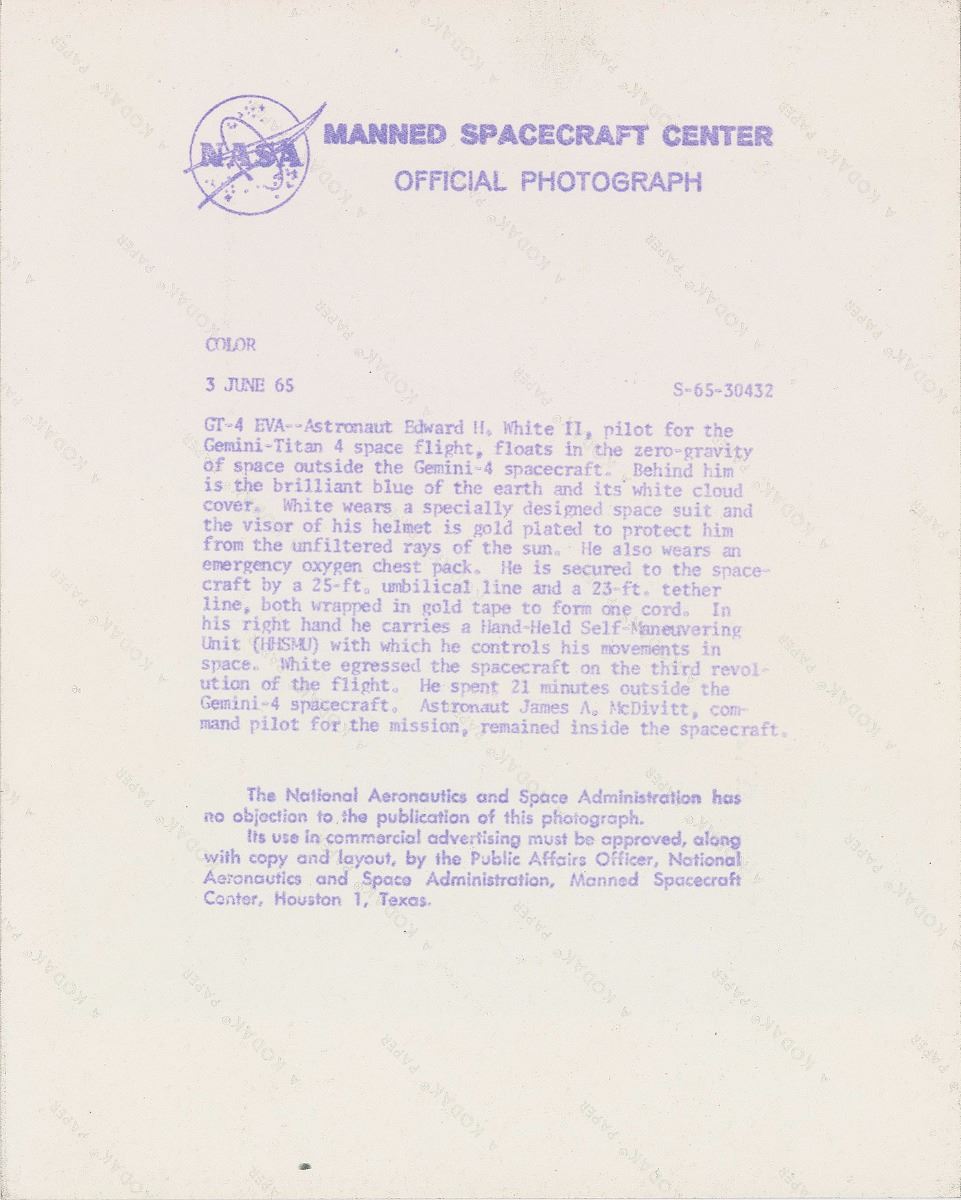 NASA
MANNED SPACECRAFT CENTER
OFFICIAL PHOTOGRAPH
COLOR
3 JUNE 65
S-65-30432
GT-4 EVA--Astronaut Edward H. White II, pilot for the
Gemini-Titan 4 space flight, floats in the zero-gravity
of space outside the Gemini-4 spacecraft. Behind him
is the brilliant blue of the earth and its white cloud
cover. White wears a specially designed space suit and
the visor of his helmet is gold plated to protect him
from the unfiltered rays of the sun. He also wears an
emergency oxygen chest pack. He is secured to the space-
craft by a 25-ft. umbilical line and a 23-ft. tether
line, both wrapped in gold tape to form one cord. In
his right hand he carries a Hand-Held Self-Maneuvering
Unit (HHSMU) with which he controls his movements in
space. White egressed the spacecraft on the third revol-
ution of the flight. He spent 21 minutes outside the
Gemini-4 spacecraft. Astronaut James A. McDivitt, com-
mand pilot for the mission, remained inside the spacecraft.
The National Aeronautics and Space Administration has
no objection to the publication of this photograph.
Its use in commercial advertising must be approved, along
with copy and layout, by the Public Affairs Officer, National
Aeronautics and Space Administration, Manned Spacecraft
Center, Houston 1, Texas.
A KODAK® PAPER